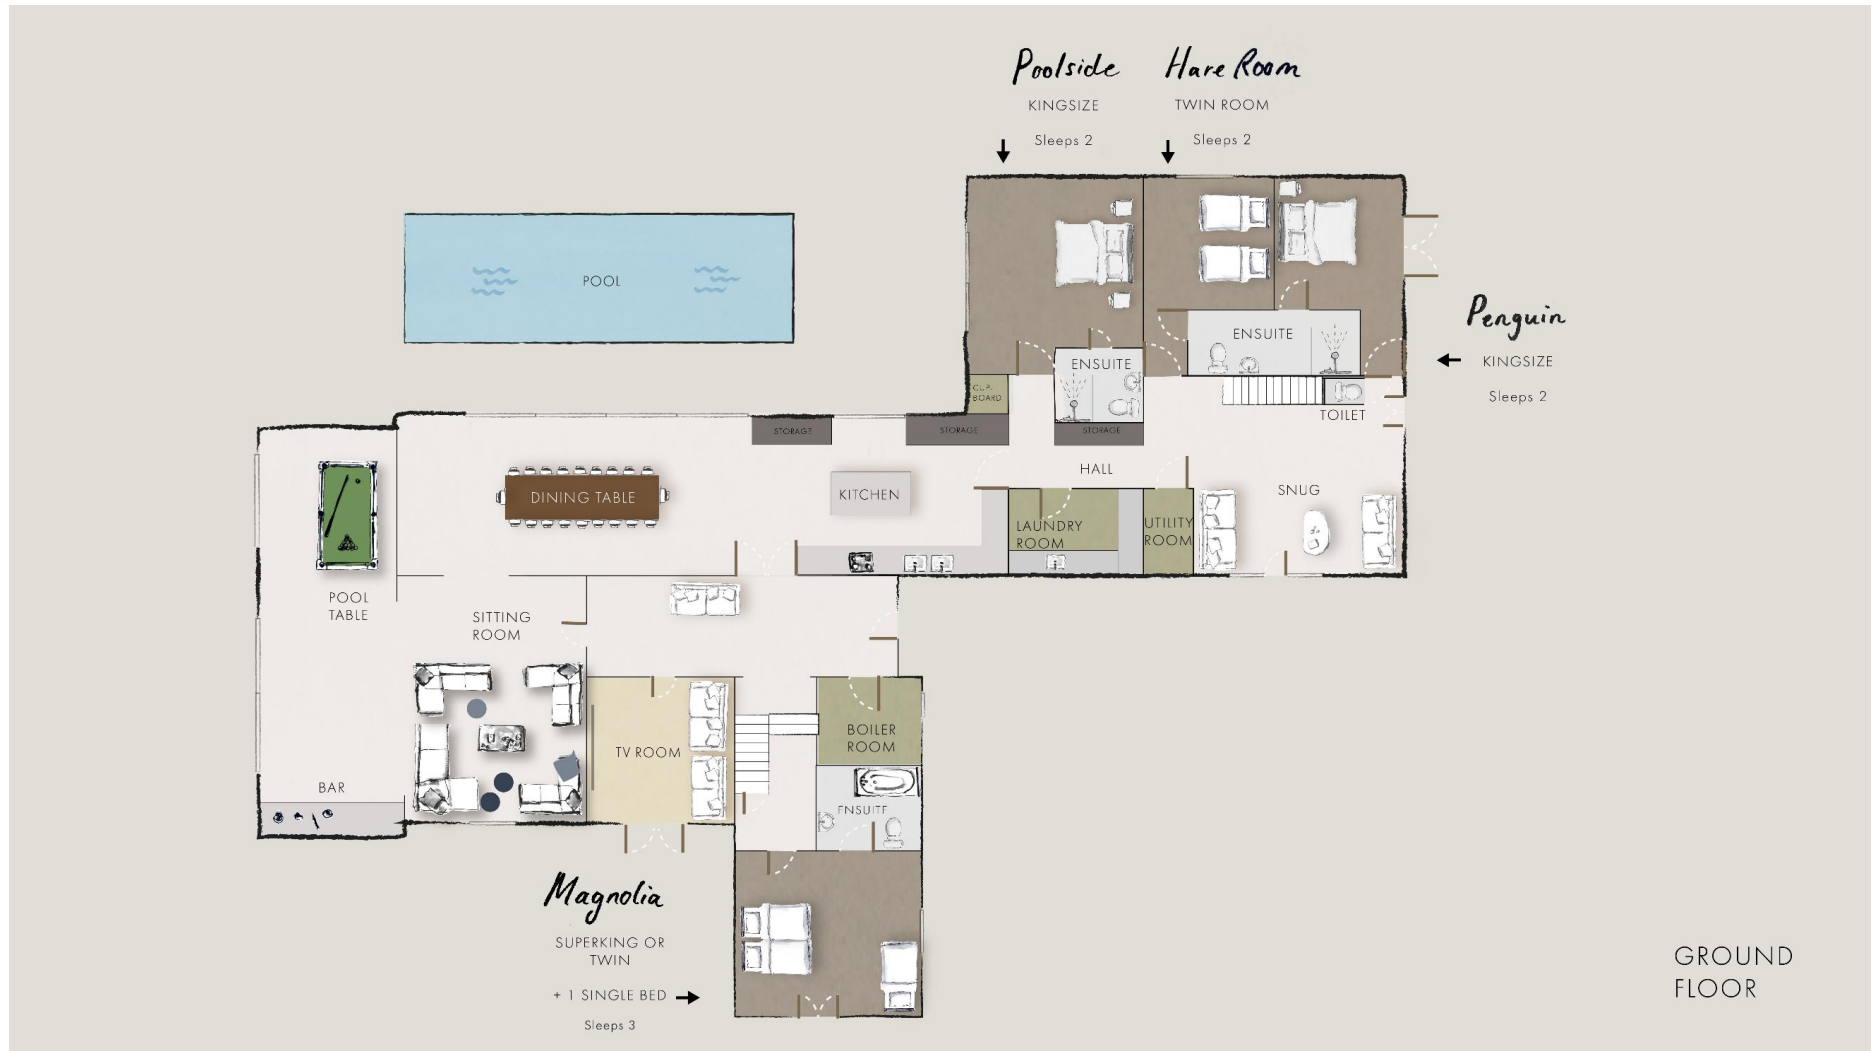 Poolside
KINGSIZE
Sleeps 2
Hare Room
TWIN ROOM
Sleeps 2
POOL
Penguin
KINGSIZE
Sleeps 2
ENSUITE
ENSUITE
CUP.
BOARD
TOILET
STORAGE
STORAGE
STORAGE
HALL
DINING TABLE
KITCHEN
SNUG
LAUNDRY
ROOM
UTILITY
ROOM
POOL
TABLE
SITTING
ROOM
TV ROOM
BOILER
ROOM
BAR
ENSUITE
Magnolia
SUPERKING OR
TWIN
+ 1 SINGLE BED
Sleeps 3
GROUND
FLOOR